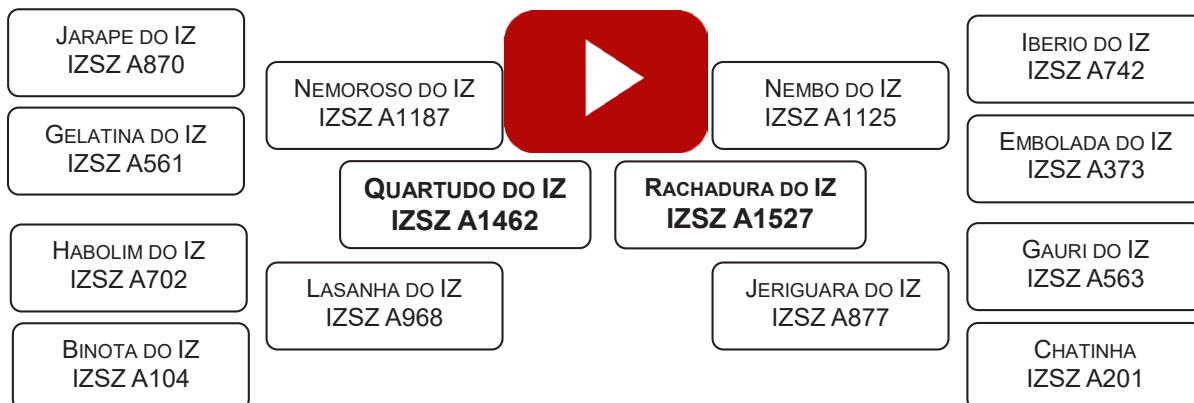 JARAPE DO IZ
IZSZ A870
GELATINA DO IZ
IZSZ A561
HABOLIM DO IZ
IZSZ A702
BINOTA DO IZ
IZSZ A104
NEMOROSO DO IZ
IZSZ A1187
LASANHA DO IZ
IZSZ A968
QUARTUDO DO IZ
IZSZ A1462
RACHADURA DO IZ
IZSZ A1527
NEMBO DO IZ
IZSZ A1125
JERIGUARA DO IZ
IZSZ A877
IBERIO DO IZ
IZSZ A742
EMBOLADA DO IZ
IZSZ A373
GAURI DO IZ
IZSZ A563
CHATINHA
IZSZ A201